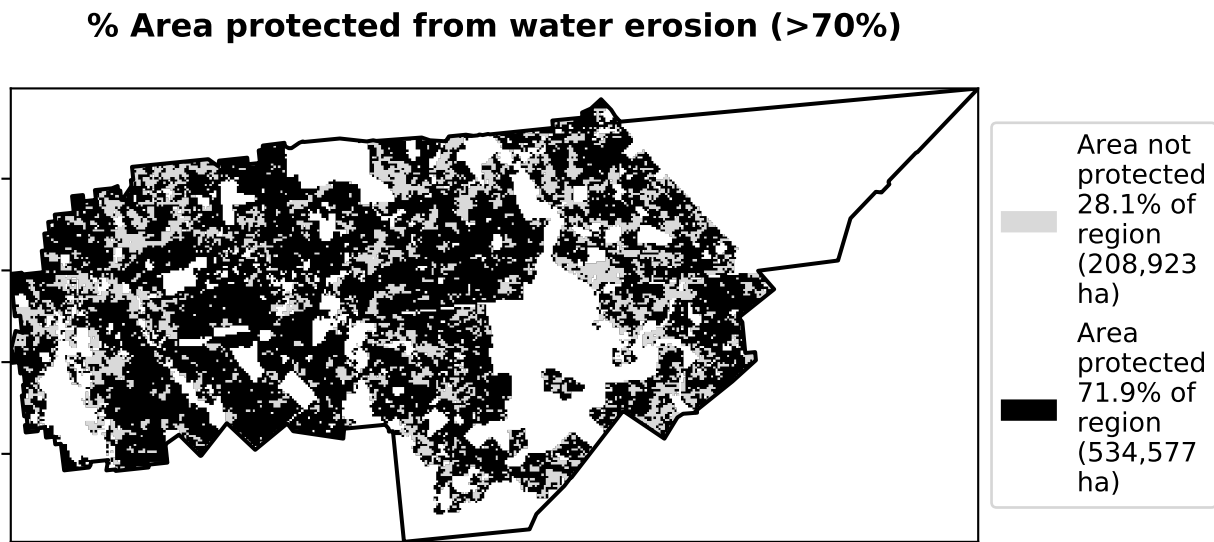 % Area protected from water erosion (>70%)
Area not
protected
28.1% of
region
(208,923
ha)
Area
protected
71.9% of
region
(534,577
ha)